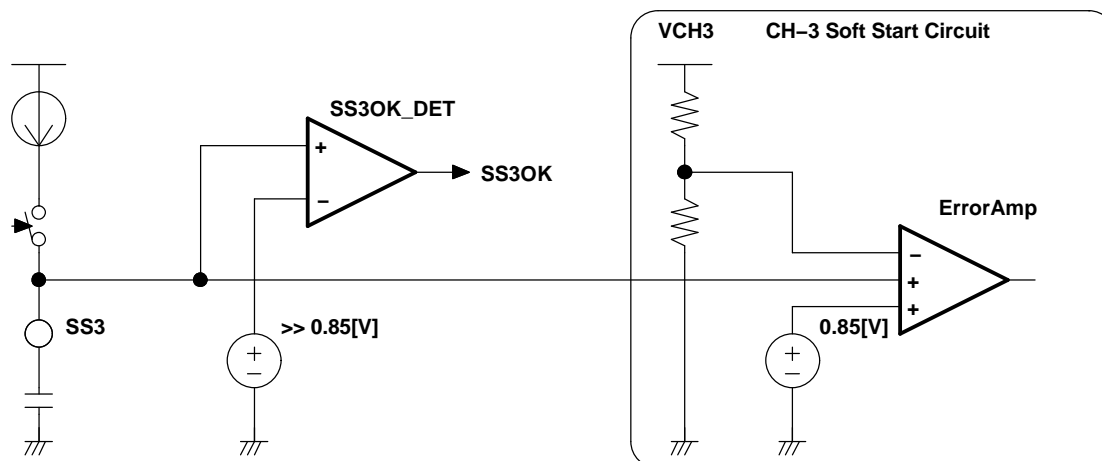 VCH3 CH−3 Soft Start Circuit
SS3OK_DET
+
SS3OK
−
ErrorAmp
−
+
+
SS3
>> 0.85[V]
0.85[V]
+
−
+
−